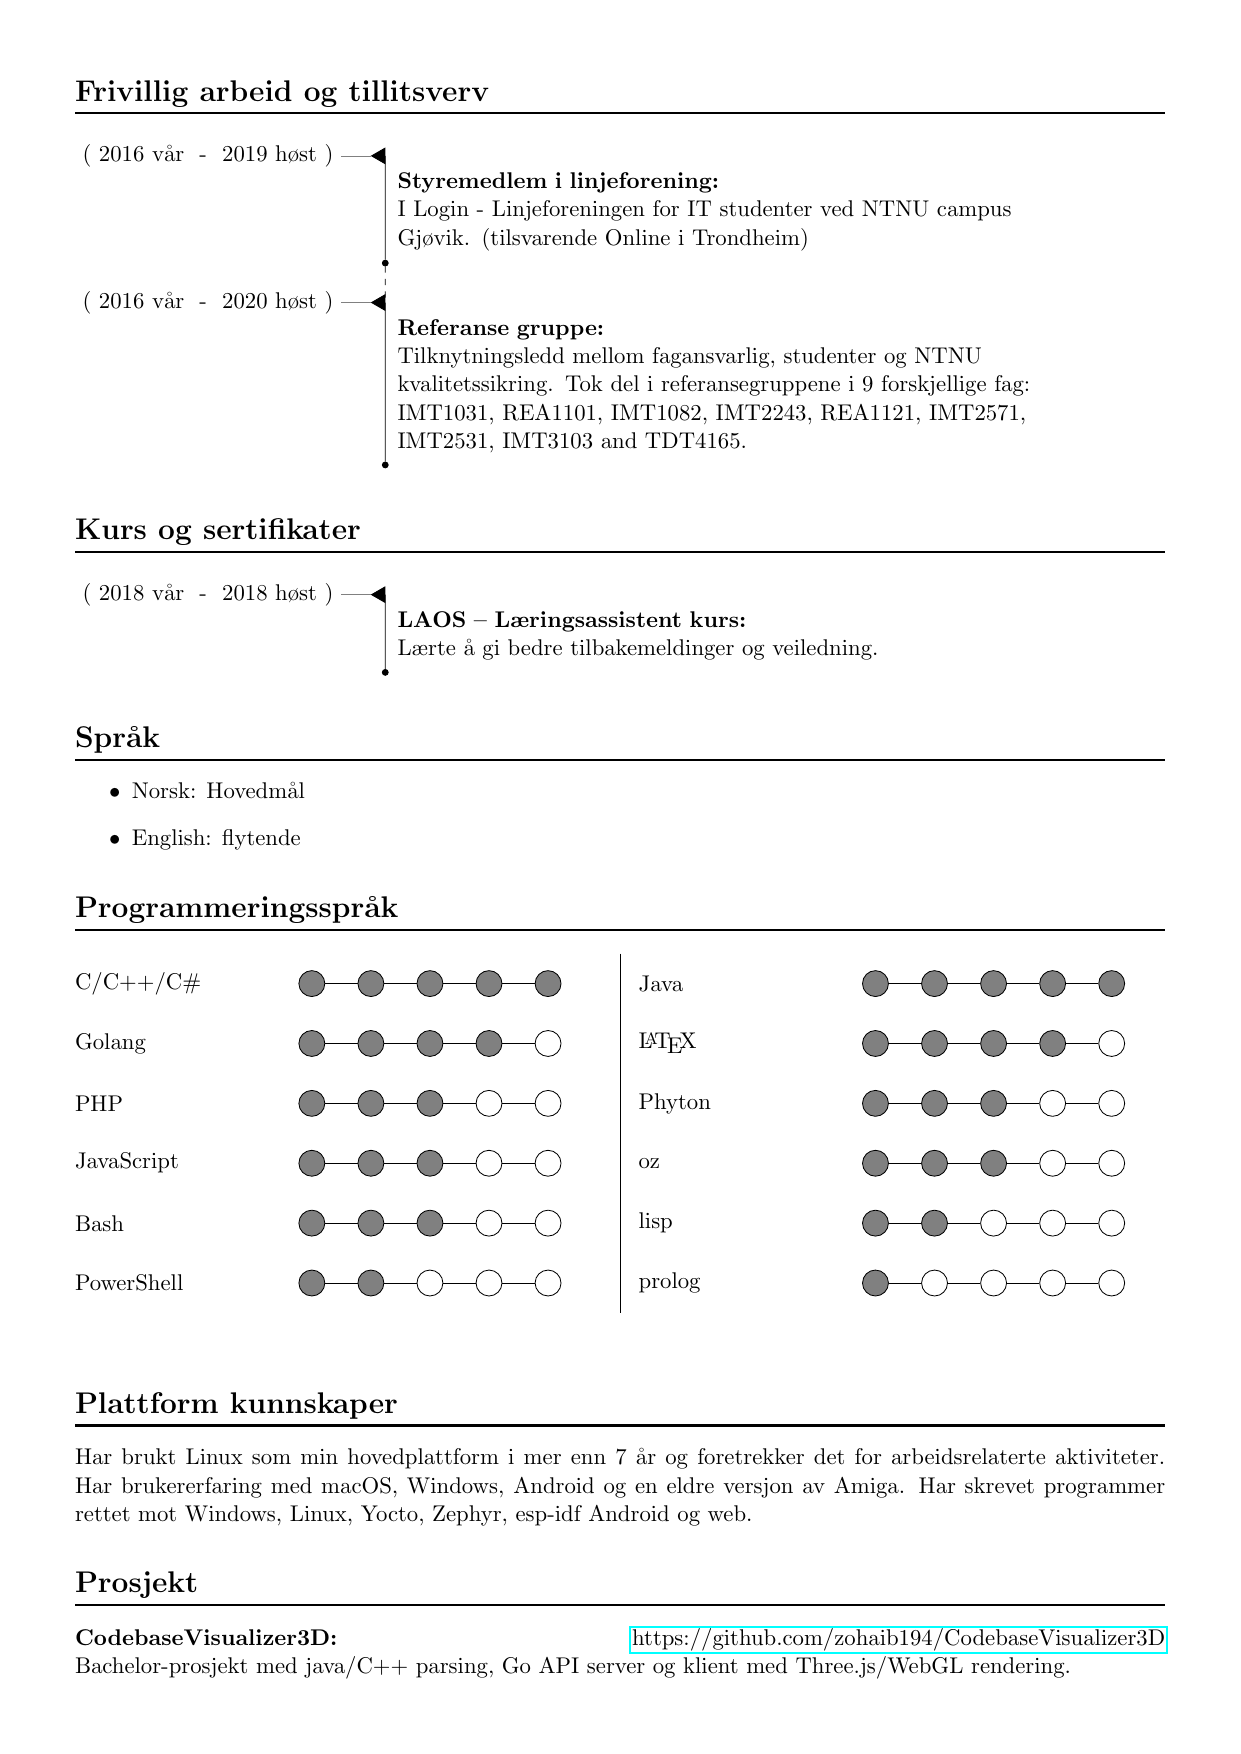 Frivillig arbeid og tillitsverv
( 2016 vår - 2019 høst )
Styremedlem i linjeforening:
I Login - Linjeforeningen for IT studenter ved NTNU campus
Gjøvik. (tilsvarende Online i Trondheim)
( 2016 vår - 2020 høst )
Referanse gruppe:
Tilknytningsledd mellom fagansvarlig, studenter og NTNU
kvalitetssikring. Tok del i referansegruppene i 9 forskjellige fag:
IMT1031, REA1101, IMT1082, IMT2243, REA1121, IMT2571,
IMT2531, IMT3103 and TDT4165.
Kurs og sertifikater
( 2018 vår - 2018 høst )
LAOS – Læringsassistent kurs:
Lærte å gi bedre tilbakemeldinger og veiledning.
Språk
• Norsk: Hovedmål
• English: flytende
Programmeringsspråk
C/C++/C#
Golang
PHP
JavaScript
Bash
PowerShell
Java
LATEX
Phyton
oz
lisp
prolog
Plattform kunnskaper
Har brukt Linux som min hovedplattform i mer enn 7 år og foretrekker det for arbeidsrelaterte aktiviteter.
Har brukererfaring med macOS, Windows, Android og en eldre versjon av Amiga. Har skrevet programmer
rettet mot Windows, Linux, Yocto, Zephyr, esp-idf Android og web.
Prosjekt
CodebaseVisualizer3D: https://github.com/zohaib194/CodebaseVisualizer3D
Bachelor-prosjekt med java/C++ parsing, Go API server og klient med Three.js/WebGL rendering.